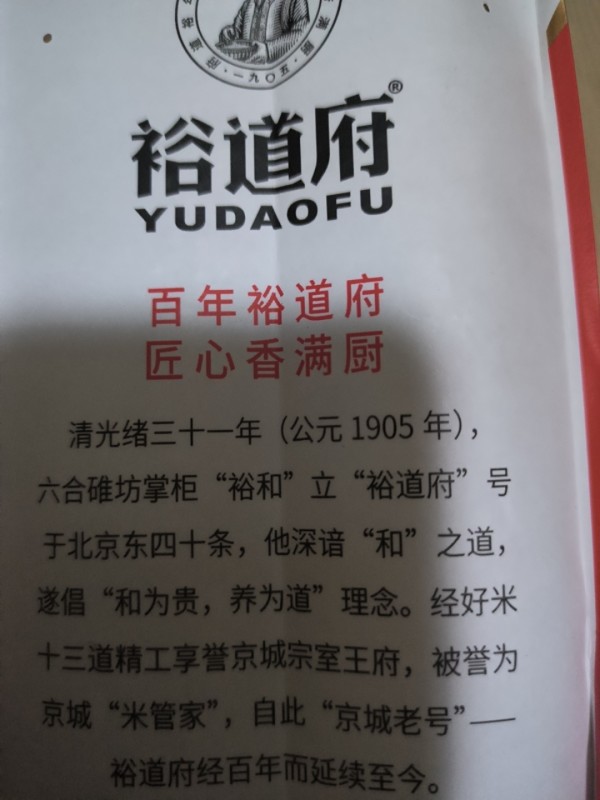 ·一九〇五·
裕道府®
YUDAOFU
百年裕道府
匠心香满厨
清光绪三十一年（公元 1905 年），
六合碓坊掌柜“裕和”立“裕道府”号
于北京东四十条，他深谙“和”之道，
遂倡“和为贵，养为道”理念。经好米
十三道精工享誉京城宗室王府，被誉为
京城“米管家”，自此“京城老号”——
裕道府经百年而延续至今。